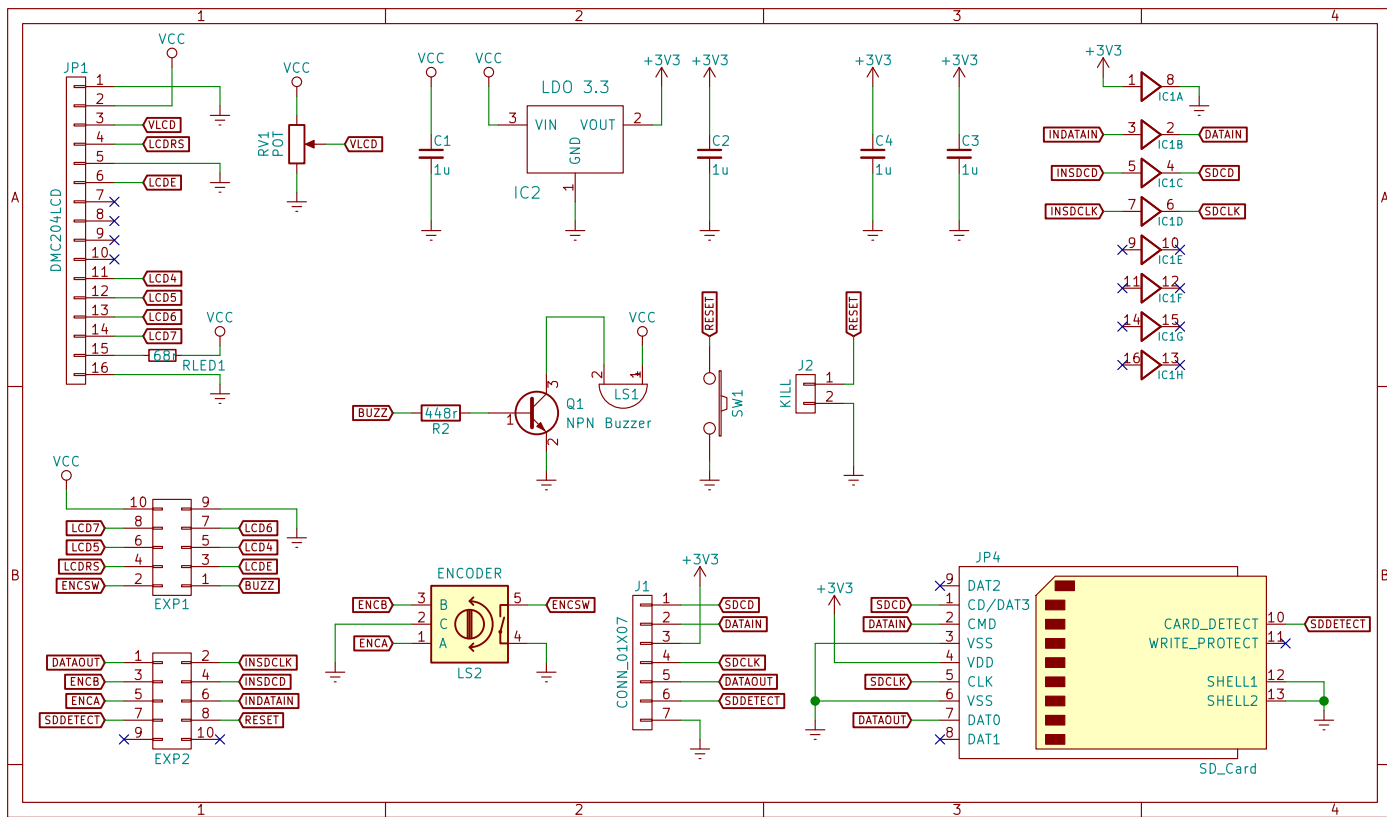 1 2 3 4
A
B
JP1
DMC204LCD
VCC
1
2
3 VLCD
4 LCDRS
5
6 LCDE
7
8
9
10
11 LCD4
12 LCD5
13 LCD6
14 LCD7
15 68r VCC
RLED1
16
VCC
RV1
POT
VLCD
VCC
C1
1u
VCC
LDO 3.3
3 VIN VOUT 2
GND
1
IC2
+3V3
+3V3
C2
1u
+3V3
C4
1u
+3V3
C3
1u
+3V3
1 8
IC1A
INDATAIN 3 2 DATAIN
IC1B
INSDCD 5 4 SDCD
IC1C
INSDCLK 7 6 SDCLK
IC1D
9 10
IC1E
11 12
IC1F
14 15
IC1G
16 13
IC1H
BUZZ 448r
R2
1
3
2
Q1
NPN Buzzer
VCC
2 1
LS1
RESET
SW1
RESET
J2
KILL
1
2
VCC
10 9
LCD7 8 7 LCD6
LCD5 6 5 LCD4
LCDRS 4 3 LCDE
ENCSW 2 1 BUZZ
EXP1
DATAOUT 1 2 INSDCLK
ENCB 3 4 INSDCD
ENCA 5 6 INDATAIN
SDDETECT 7 8 RESET
9 10
EXP2
ENCODER
ENCB 3 B 5 ENCSW
2 C
ENCA 1 A 4
LS2
+3V3
J1
CONN_01X07
1 SDCD
2 DATAIN
3
4 SDCLK
5 DATAOUT
6 SDDETECT
7
JP4
+3V3
9 DAT2
SDCD 1 CD/DAT3
DATAIN 2 CMD
3 VSS
4 VDD
SDCLK 5 CLK
6 VSS
DATAOUT 7 DAT0
8 DAT1
CARD_DETECT 10 SDDETECT
WRITE_PROTECT 11
SHELL1 12
SHELL2 13
SD_Card
A
B
1 2 3 4